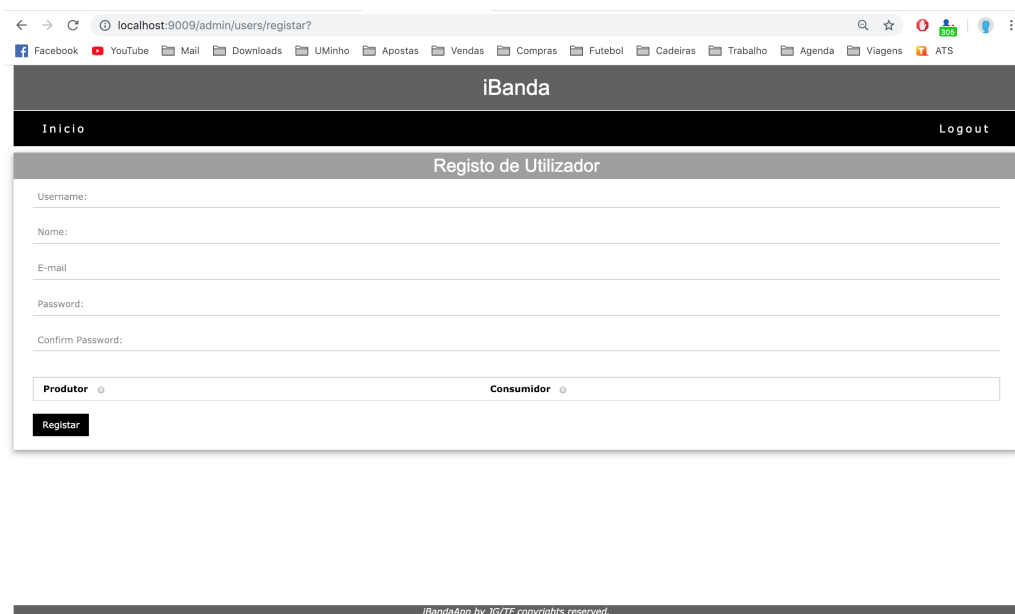 localhost:9009/admin/users/registar?
305
Facebook YouTube Mail Downloads UMinho Apostas Vendas Compras Futebol Cadeiras Trabalho Agenda Viagens ATS
iBanda
Inicio Logout
Registo de Utilizador
Username:
Nome:
E-mail
Password:
Confirm Password:
Produtor Consumidor
Registar
iBandaApp by JG/TF copyrights reserved.